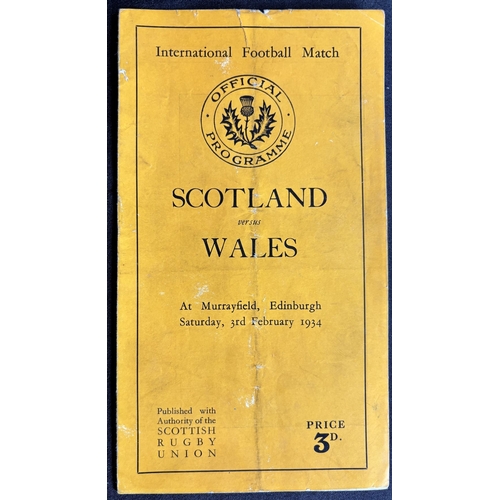 International Football Match
OFFICIAL
PROGRAMME
SCOTLAND
versus
WALES
At Murrayfield, Edinburgh
Saturday, 3rd February 1934
Published with
Authority of the
SCOTTISH
RUGBY
UNION
PRICE
3D.